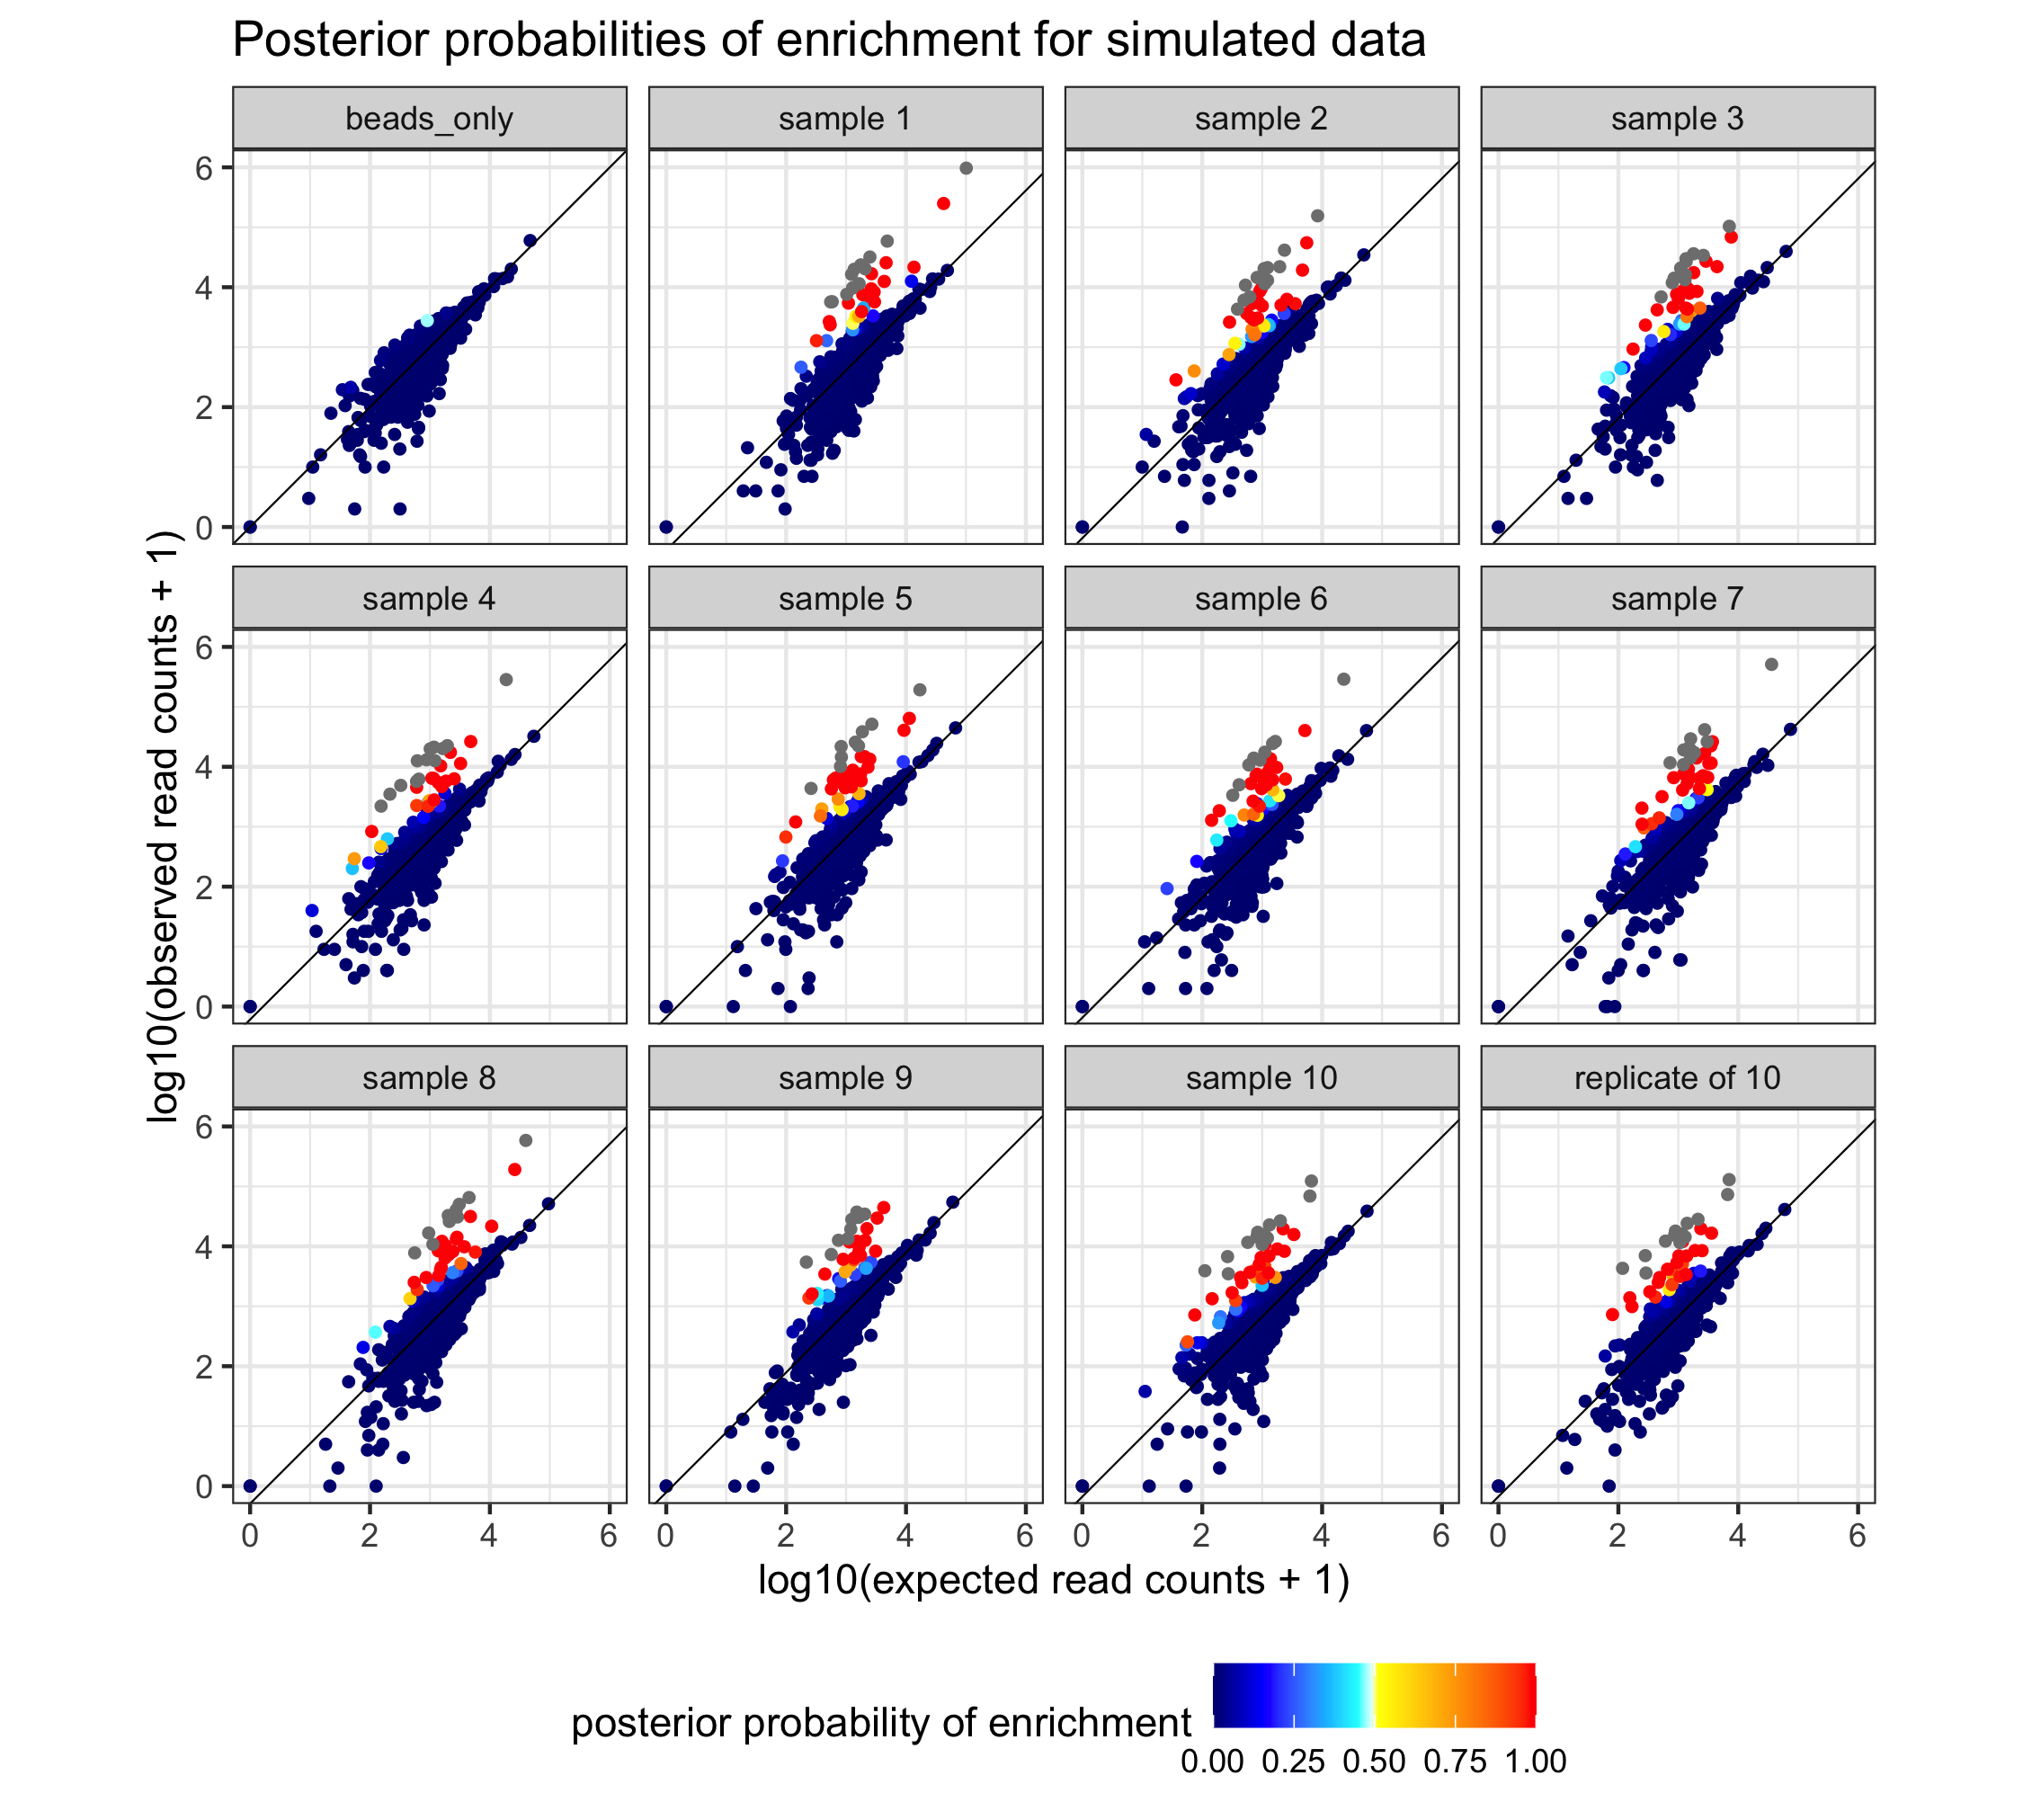 Posterior probabilities of enrichment for simulated data
beads_only
sample 1
sample 2
sample 3
6
4
2
0
sample 4
sample 5
sample 6
sample 7
6
4
2
0
log10(observed read counts + 1)
sample 8
sample 9
sample 10
replicate of 10
6
4
2
0
0 2 4 6 0 2 4 6 0 2 4 6 0 2 4 6
log10(expected read counts + 1)
posterior probability of enrichment
0.00 0.25 0.50 0.75 1.00